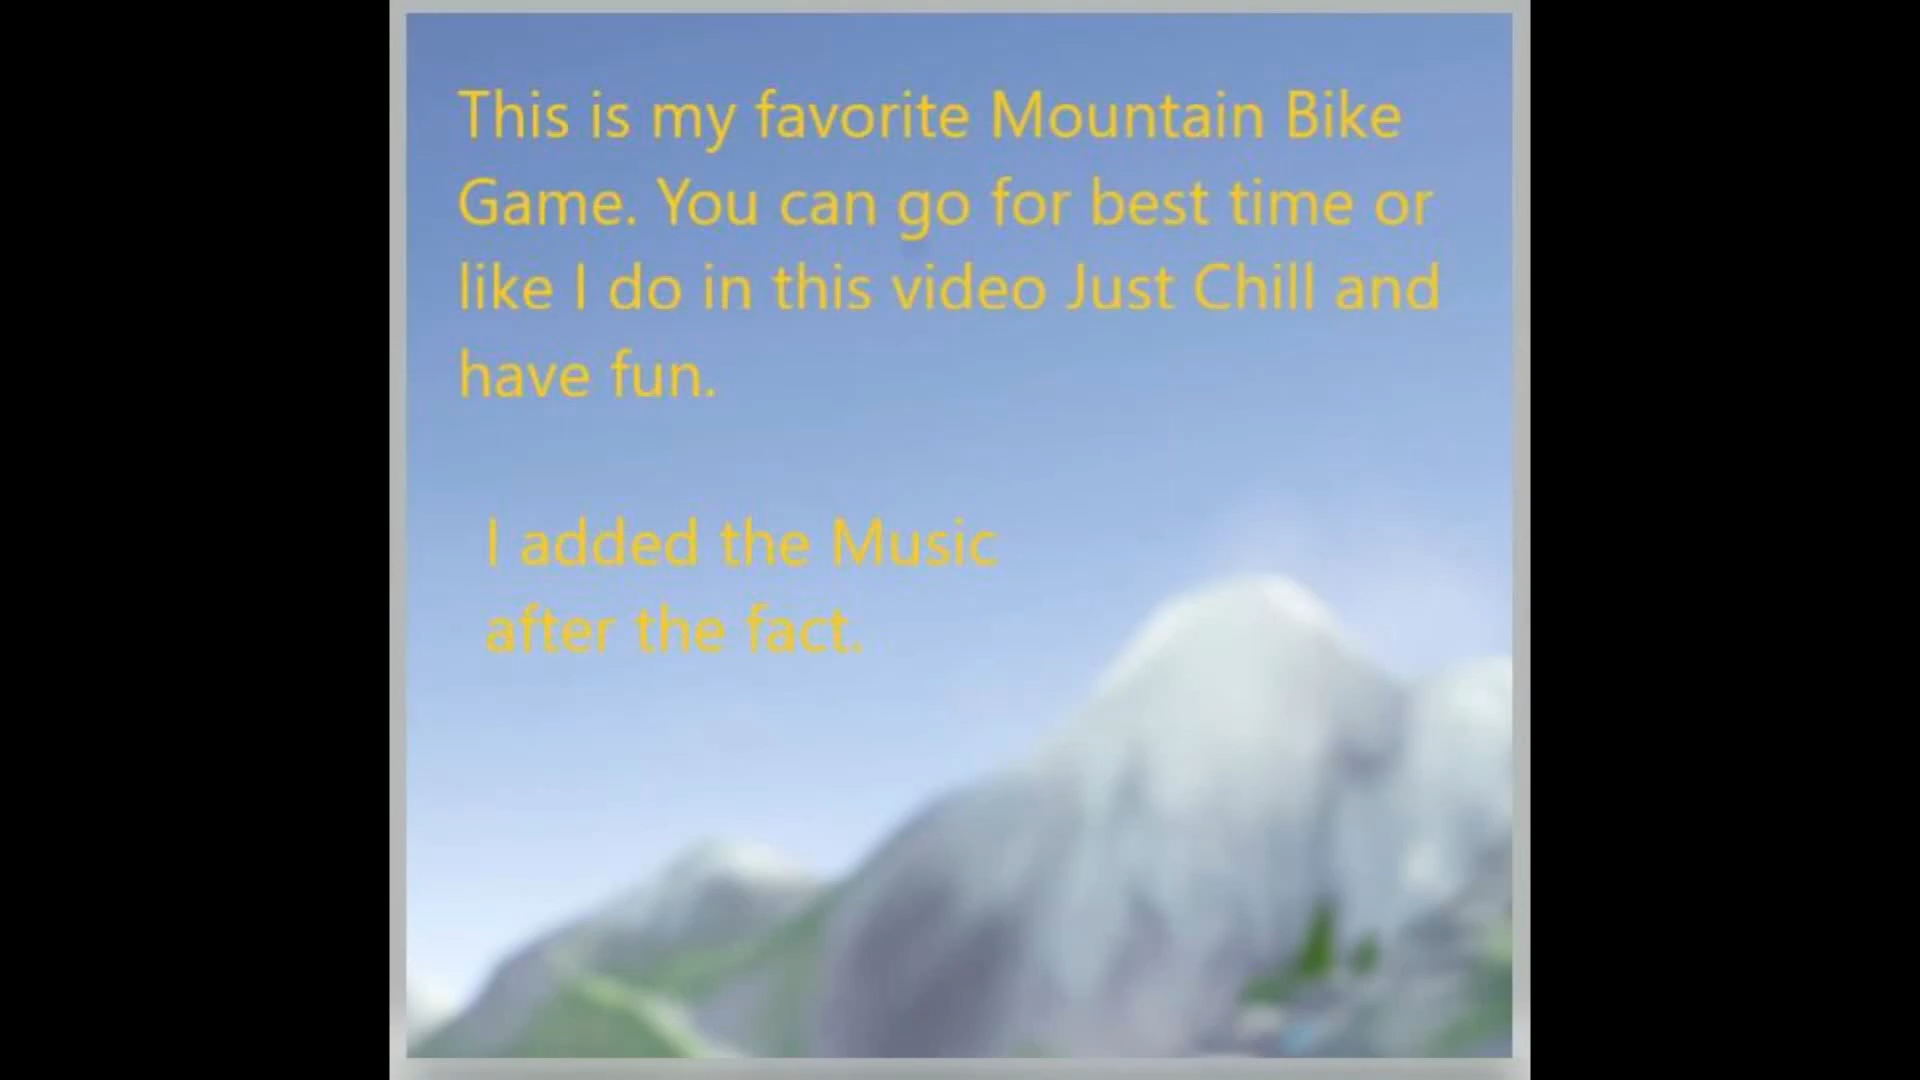 This is my favorite Mountain Bike
Game. You can go for best time or
like I do in this video Just Chill and
have fun.
I added the Music
after the fact.